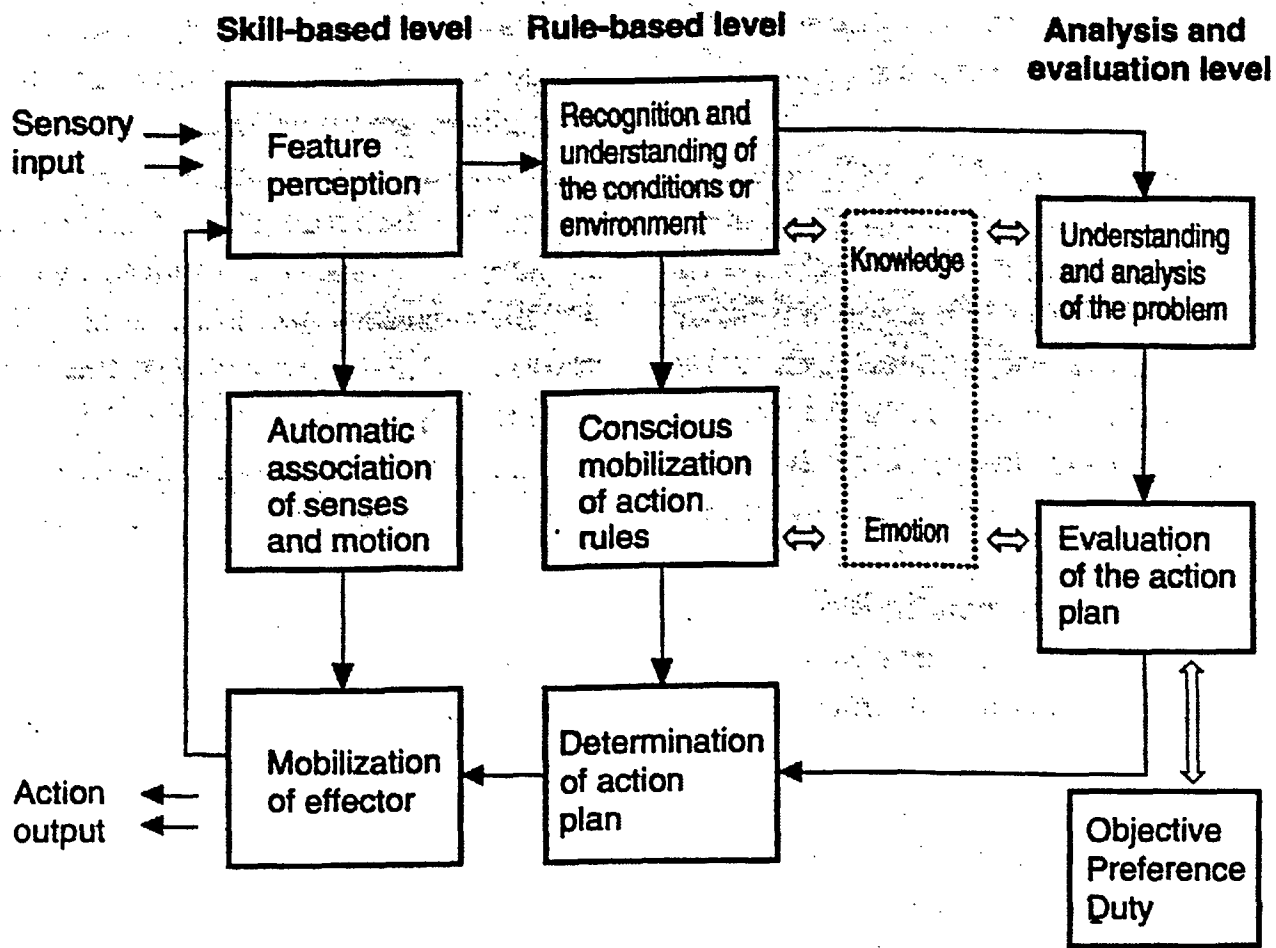 Skill-based level
Rule-based level
Analysis and
evaluation level
Sensory
input
Feature
perception
Recognition and
understanding of
the conditions or
environment
Knowledge
Understanding
and analysis
of the problem
Automatic
association
of senses
and motion
Conscious
mobilization
of action
rules
Emotion
Evaluation
of the action
plan
Mobilization
of effector
Determination
of action
plan
Action
output
Objective
Preference
Duty